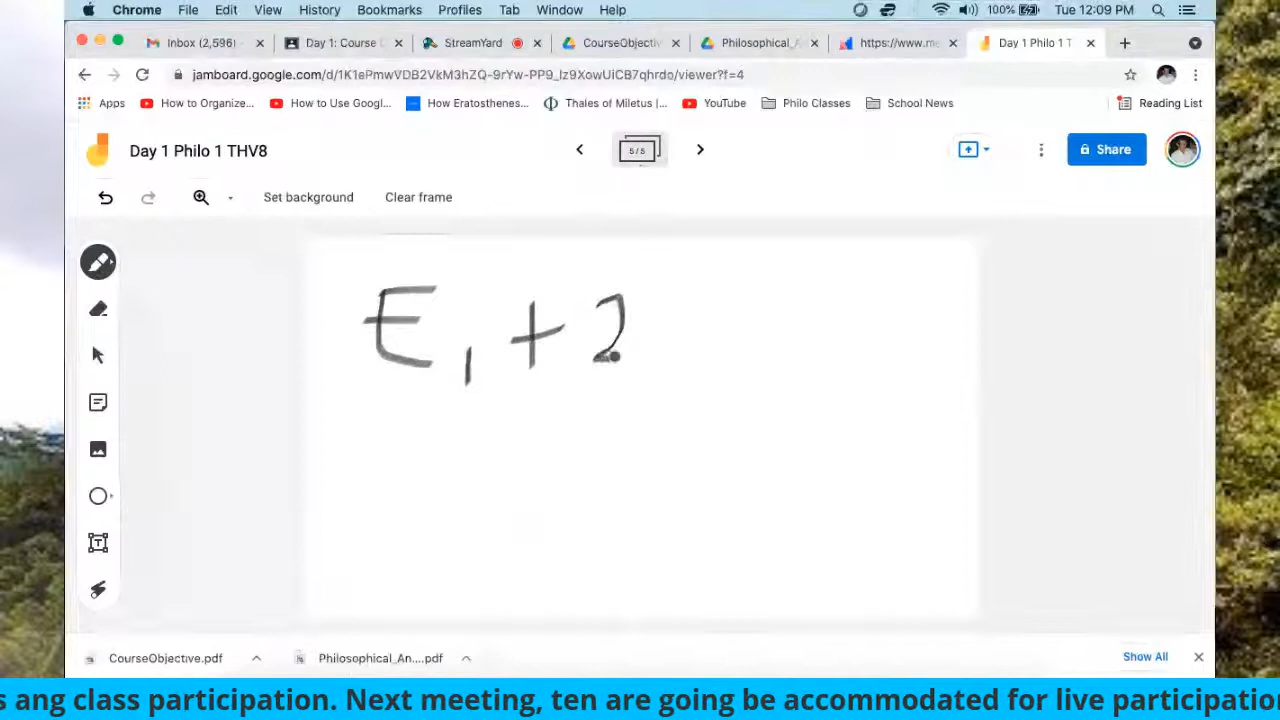 Chrome File Edit View History Bookmarks Profiles Tab Window Help 100% Tue 12:09 PM
Inbox (2,596) Day 1: Course StreamYard CourseObjectiv Philosophical_ https://www.m Day 1 Philo 1 T
jamboard.google.com/d/1K1ePmwVDB2VkM3hZQ-9rYw-PP9_Iz9XowUiCB7qhrdo/viewer?f=4
Apps How to Organize... How to Use Googl... How Eratosthenes... Thales of Miletus |... YouTube Philo Classes School News Reading List
Day 1 Philo 1 THV8 5/5 Share
Set background Clear frame
E, + 2
CourseObjective.pdf Philosophical_An....pdf Show All
s ang class participation. Next meeting, ten are going be accommodated for live participation